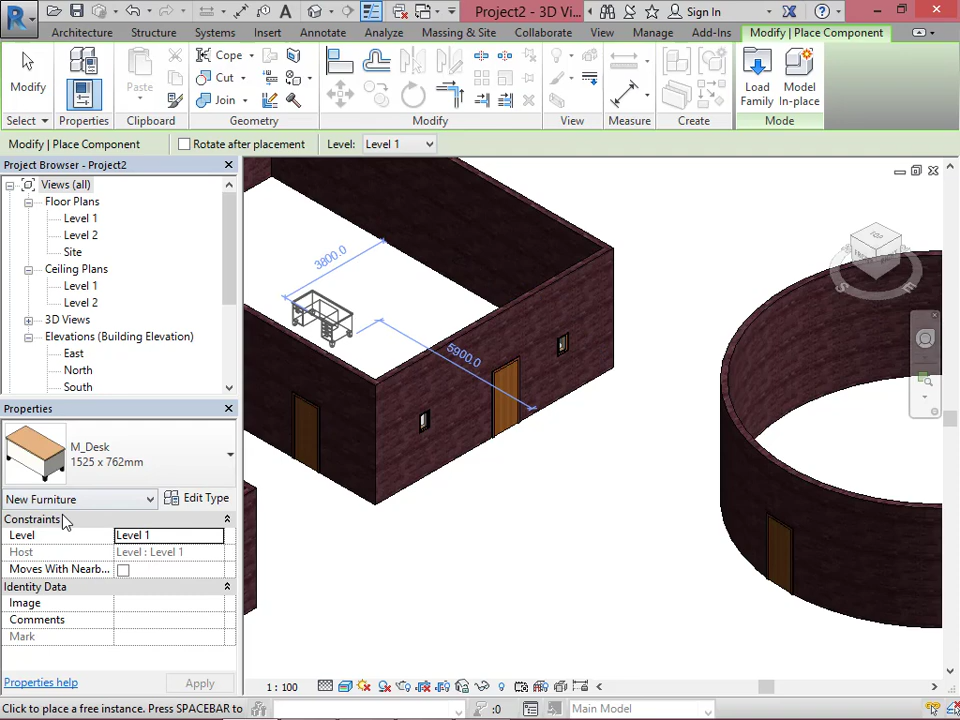 Project2 - 3D Vi...
Sign In
Architecture Structure Systems Insert Annotate Analyze Massing & Site Collaborate View Manage Add-Ins Modify | Place Component
Modify
Paste
Cope
Cut
Join
Load Family
Model In-place
Select Properties Clipboard Geometry Modify View Measure Create Mode
Modify | Place Component Rotate after placement Level: Level 1
Project Browser - Project2
Views (all)
Floor Plans
Level 1
Level 2
Site
Ceiling Plans
Level 1
Level 2
3D Views
Elevations (Building Elevation)
East
North
South
Properties
M_Desk
1525 x 762mm
New Furniture Edit Type
Constraints
Level Level 1
Host Level : Level 1
Moves With Nearb...
Identity Data
Image
Comments
Mark
Properties help Apply
3800.0
5900.0
TOP
S
E
1 : 100
Click to place a free instance. Press SPACEBAR to
:0
Main Model